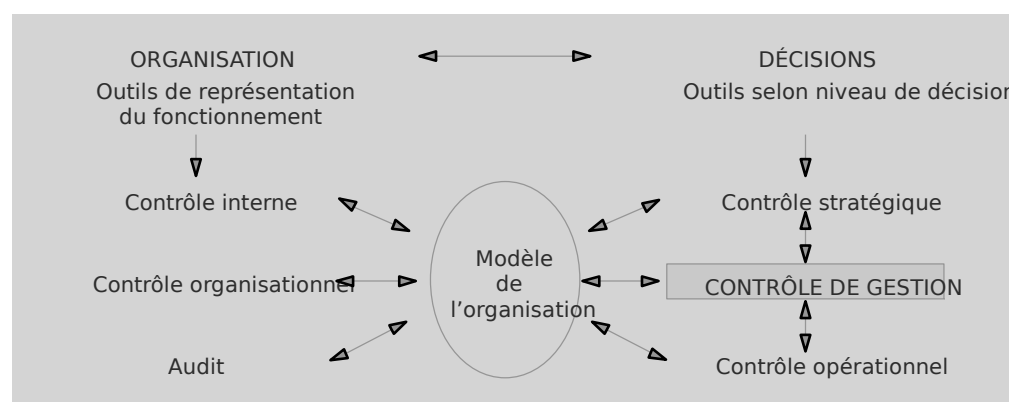 ORGANISATION
DÉCISIONS
Outils de représentation
du fonctionnement
Outils selon niveau de décision
Contrôle interne
Contrôle stratégique
Modèle
de
l’organisation
Contrôle organisationnel
CONTRÔLE DE GESTION
Audit
Contrôle opérationnel